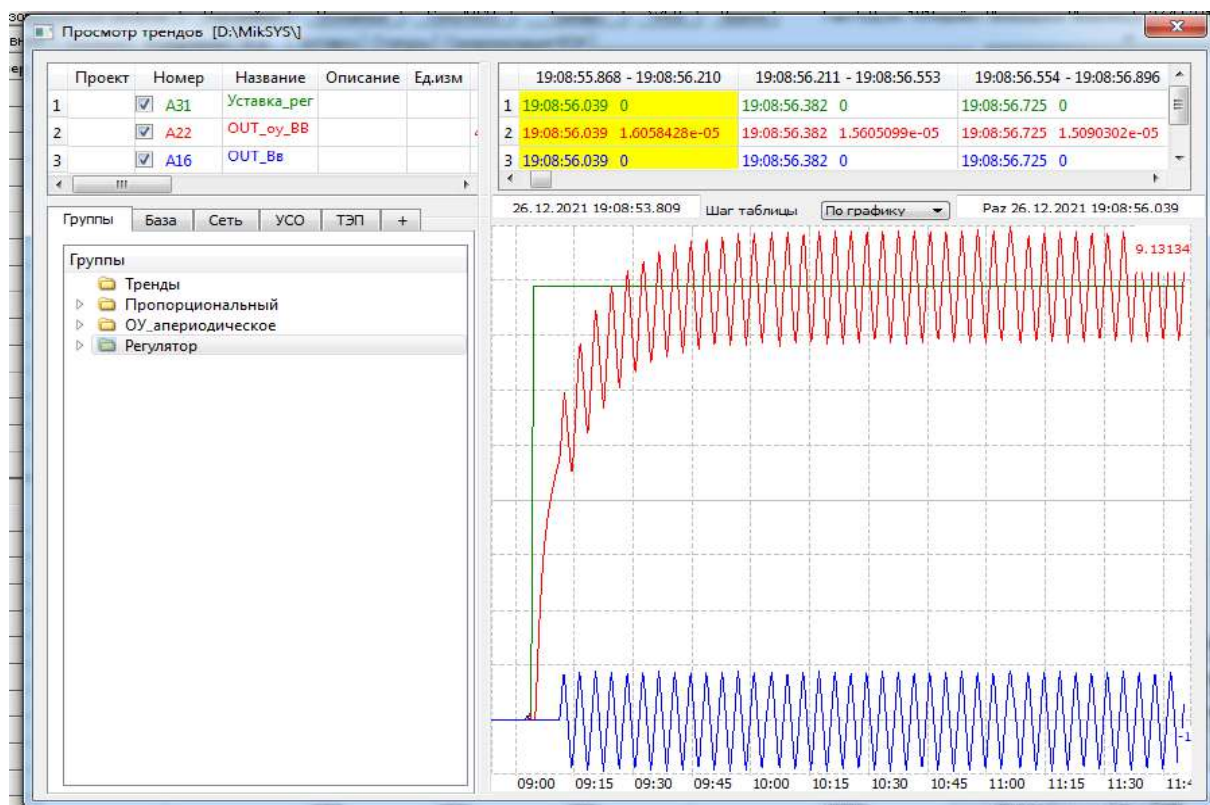 Просмотр трендов [D:\MikSYS\]
Проект Номер Название Описание Ед.изм
1 A31 Уставка_рег
2 A22 OUT_оу_ВВ
3 A16 OUT_Вв
19:08:55.868 - 19:08:56.210 19:08:56.211 - 19:08:56.553 19:08:56.554 - 19:08:56.896
1 19:08:56.039 0 19:08:56.382 0 19:08:56.725 0
2 19:08:56.039 1.6058428e-05 19:08:56.382 1.5605099e-05 19:08:56.725 1.5090302e-05
3 19:08:56.039 0 19:08:56.382 0 19:08:56.725 0
Группы База Сеть УСО ТЭП +
Группы
Тренды
Пропорциональный
ОУ_апериодическое
Регулятор
26.12.2021 19:08:53.809 Шаг таблицы По графику Раz 26.12.2021 19:08:56.039
9.13134
-1
09:00 09:15 09:30 09:45 10:00 10:15 10:30 10:45 11:00 11:15 11:30 11:4